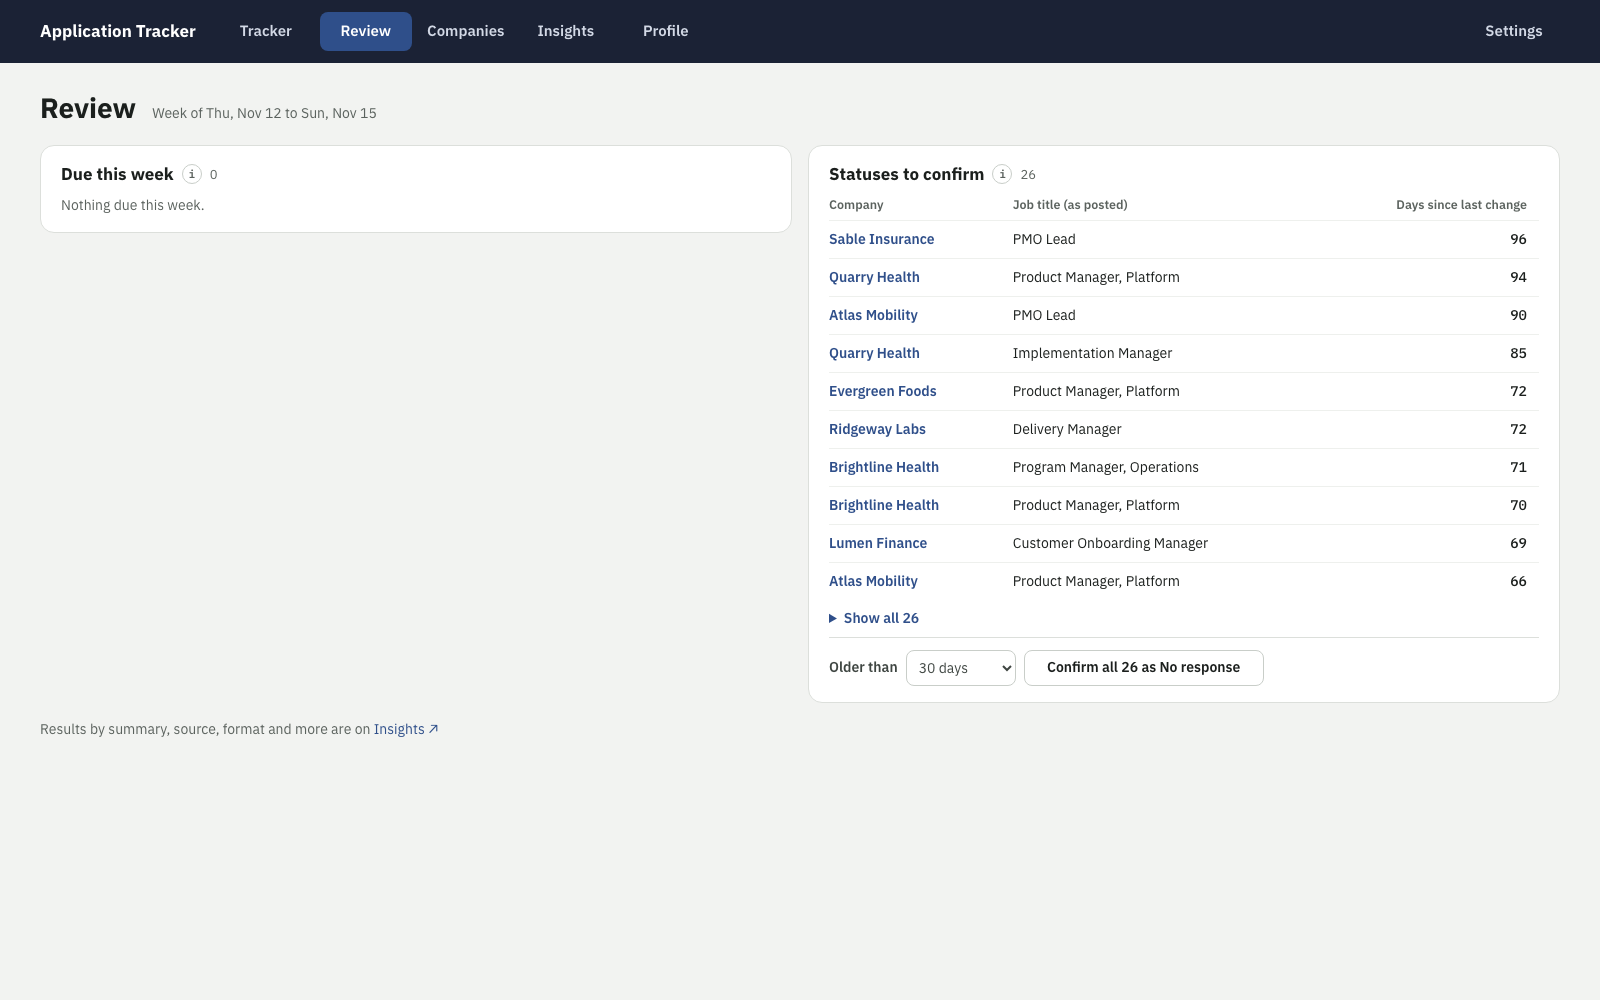 Application Tracker Tracker Review Companies Insights Profile Settings
Review Week of Thu, Nov 12 to Sun, Nov 15
Due this week i 0
Nothing due this week.
Statuses to confirm i 26
Company Job title (as posted) Days since last change
Sable Insurance PMO Lead 96
Quarry Health Product Manager, Platform 94
Atlas Mobility PMO Lead 90
Quarry Health Implementation Manager 85
Evergreen Foods Product Manager, Platform 72
Ridgeway Labs Delivery Manager 72
Brightline Health Program Manager, Operations 71
Brightline Health Product Manager, Platform 70
Lumen Finance Customer Onboarding Manager 69
Atlas Mobility Product Manager, Platform 66
Show all 26
Older than 30 days Confirm all 26 as No response
Results by summary, source, format and more are on Insights ↗